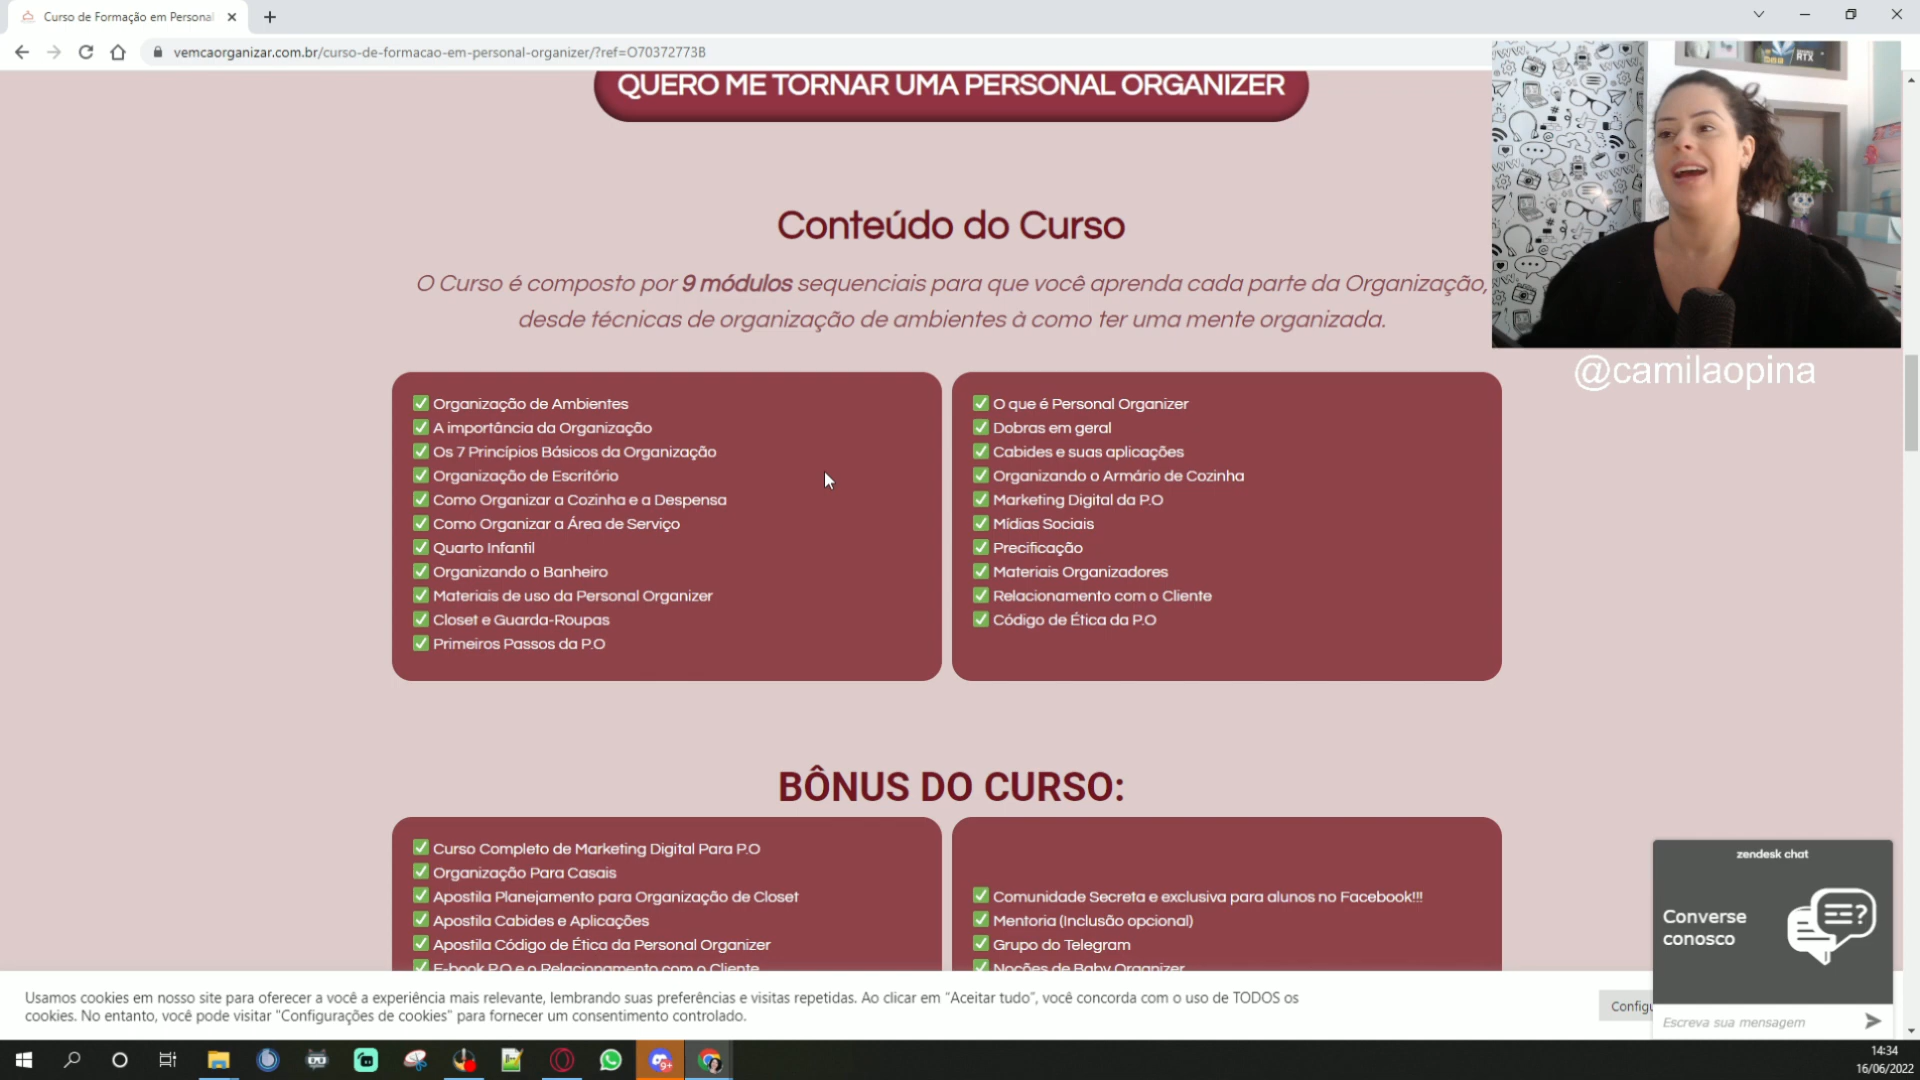 Curso de Formação em Personal
vemcaorganizar.com.br/curso-de-formacao-em-personal-organizer/?ref=O70372773B
QUERO ME TORNAR UMA PERSONAL ORGANIZER
RTX
@camilaopina
Conteúdo do Curso
O Curso é composto por 9 módulos sequenciais para que você aprenda cada parte da Organização,
desde técnicas de organização de ambientes à como ter uma mente organizada.
✅ Organização de Ambientes
✅ A importância da Organização
✅ Os 7 Princípios Básicos da Organização
✅ Organização de Escritório
✅ Como Organizar a Cozinha e a Despensa
✅ Como Organizar a Área de Serviço
✅ Quarto Infantil
✅ Organizando o Banheiro
✅ Materiais de uso da Personal Organizer
✅ Closet e Guarda-Roupas
✅ Primeiros Passos da P.O
✅ O que é Personal Organizer
✅ Dobras em geral
✅ Cabides e suas aplicações
✅ Organizando o Armário de Cozinha
✅ Marketing Digital da P.O
✅ Mídias Sociais
✅ Precificação
✅ Materiais Organizadores
✅ Relacionamento com o Cliente
✅ Código de Ética da P.O
BÔNUS DO CURSO:
✅ Curso Completo de Marketing Digital Para P.O
✅ Organização Para Casais
✅ Apostila Planejamento para Organização de Closet
✅ Apostila Cabides e Aplicações
✅ Apostila Código de Ética da Personal Organizer
✅ E-book P.O e o Relacionamento com o Cliente
✅ Comunidade Secreta e exclusiva para alunos no Facebook!!!
✅ Mentoria (Inclusão opcional)
✅ Grupo do Telegram
✅ Noções de Baby Organizer
zendesk chat
Converse
conosco
Escreva sua mensagem
Usamos cookies em nosso site para oferecer a você a experiência mais relevante, lembrando suas preferências e visitas repetidas. Ao clicar em "Aceitar tudo", você concorda com o uso de TODOS os
cookies. No entanto, você pode visitar "Configurações de cookies" para fornecer um consentimento controlado.
Configu
9+
14:34
16/06/2022